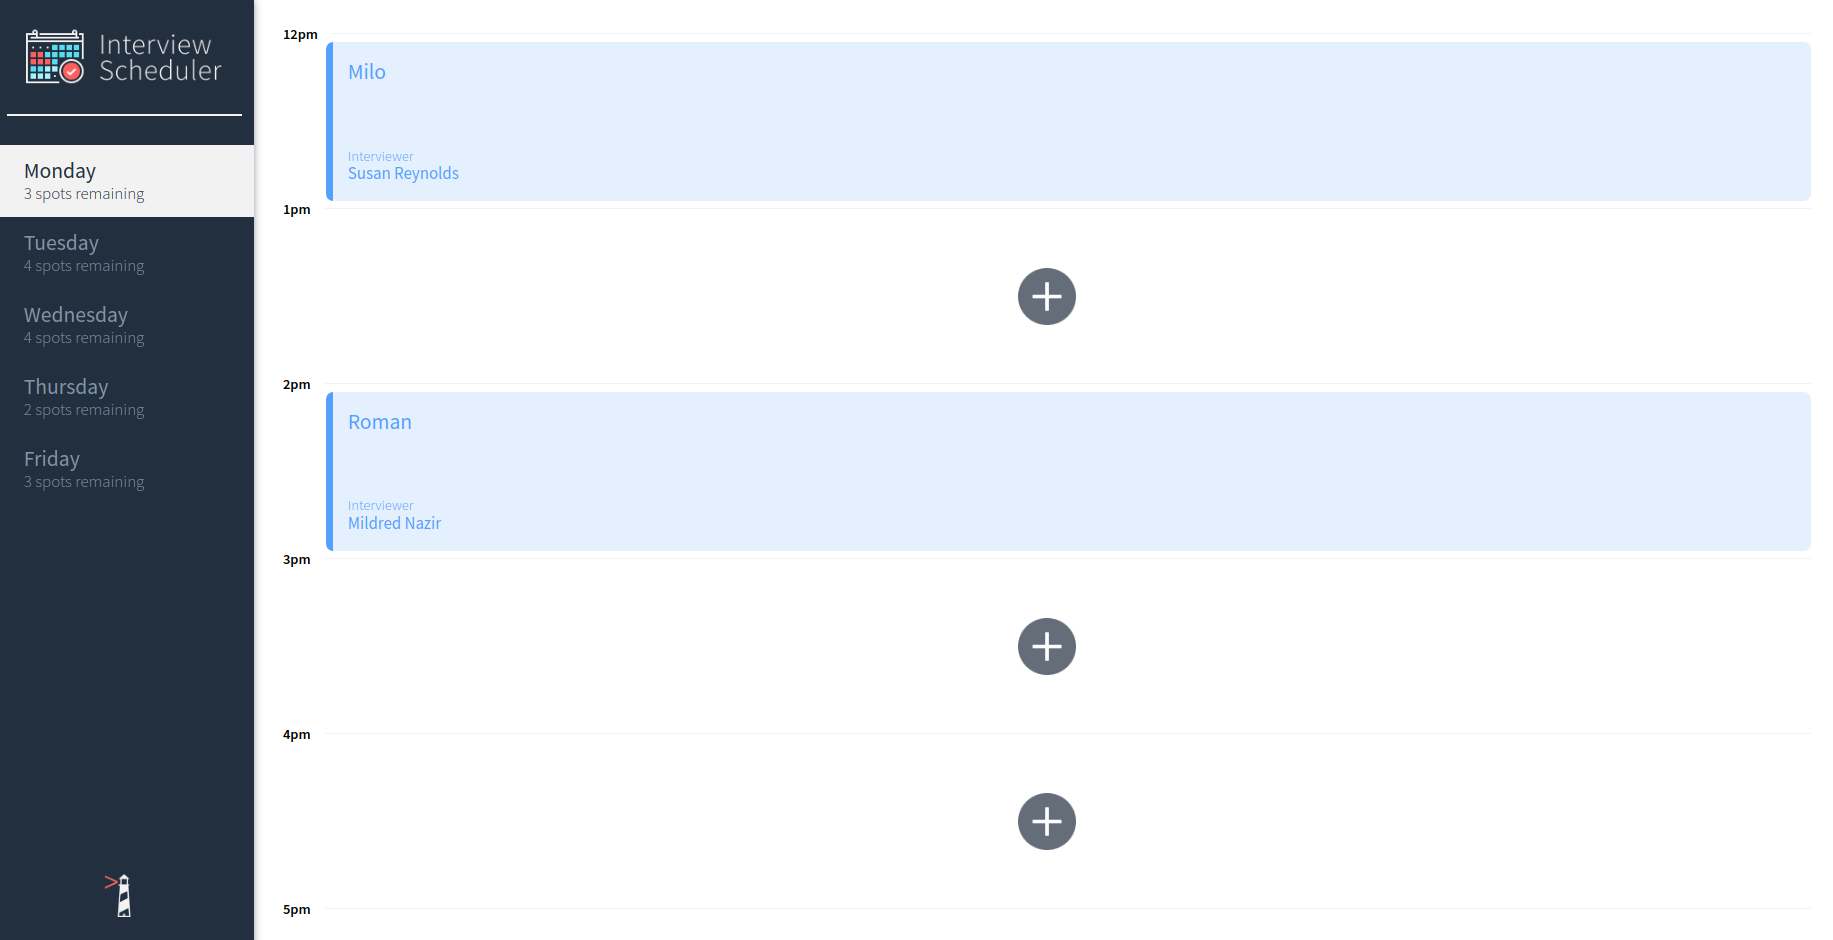 Interview
Scheduler
Monday
3 spots remaining
Tuesday
4 spots remaining
Wednesday
4 spots remaining
Thursday
2 spots remaining
Friday
3 spots remaining
12pm
Milo
Interviewer
Susan Reynolds
1pm
2pm
Roman
Interviewer
Mildred Nazir
3pm
4pm
5pm